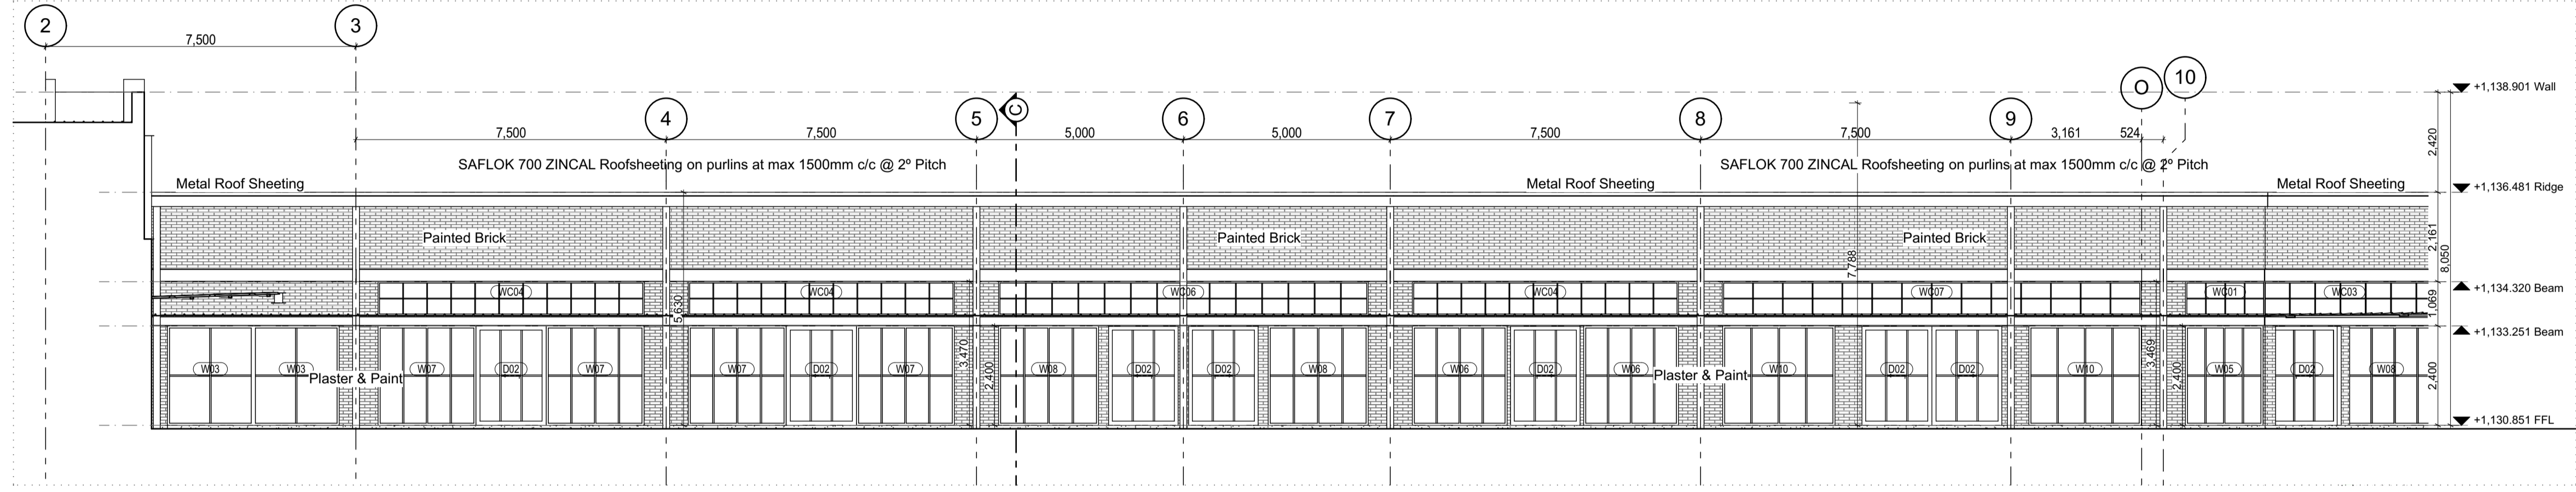 2
3
7,500
O
10
+1,138.901 Wall
4
5
C
6
7
8
9
7,500
7,500
5,000
5,000
7,500
7,500
3,161
524
2,420
SAFLOK 700 ZINCAL Roofsheeting on purlins at max 1500mm c/c @ 2º Pitch
SAFLOK 700 ZINCAL Roofsheeting on purlins at max 1500mm c/c @ 2º Pitch
Metal Roof Sheeting
Metal Roof Sheeting
Metal Roof Sheeting
+1,136.481 Ridge
Painted Brick
Painted Brick
Painted Brick
2,161
8,050
7,788
WC04
WC04
WC06
WC04
WC07
WC01
WC03
+1,134.320 Beam
5,630
1,069
+1,133.251 Beam
W03
W03
W07
D02
W07
W07
D02
W07
3,470
2,400
W08
D02
D02
W08
W06
D02
W06
W10
D02
D02
W10
3,469
2,400
W05
D02
W08
2,400
Plaster & Paint
Plaster & Paint
+1,130.851 FFL